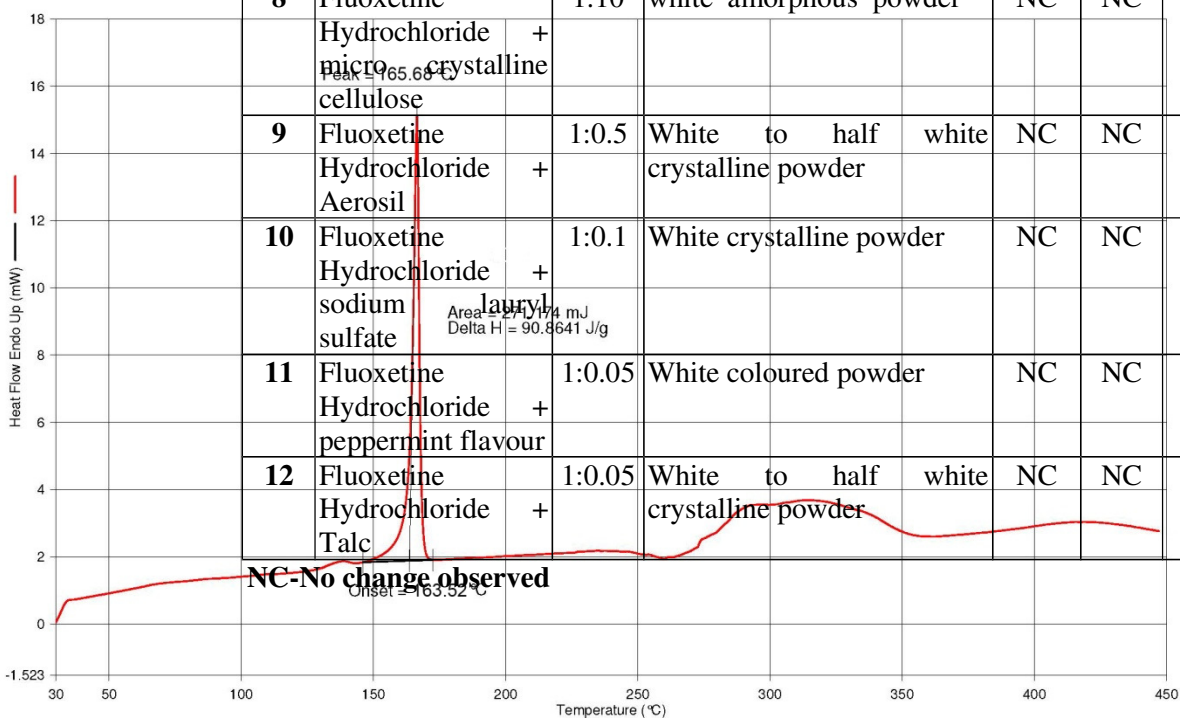 8 Fluoxetine 1:10 white amorphous powder NC NC
Hydrochloride +
micro crystalline
cellulose
9 Fluoxetine 1:0.5 White to half white NC NC
Hydrochloride + crystalline powder
Aerosil
10 Fluoxetine 1:0.1 White crystalline powder NC NC
Hydrochloride +
sodium lauryl
sulfate
11 Fluoxetine 1:0.05 White coloured powder NC NC
Hydrochloride +
peppermint flavour
12 Fluoxetine 1:0.05 White to half white NC NC
Hydrochloride + crystalline powder
Talc
NC-No change observed
Peak = 165.68 °C
Area = 271.174 mJ
Delta H = 90.8641 J/g
Onset = 163.52 °C
Heat Flow Endo Up (mW)
18
16
14
12
10
8
6
4
2
0
-1.523
30 50 100 150 200 250 300 350 400 450
Temperature (°C)